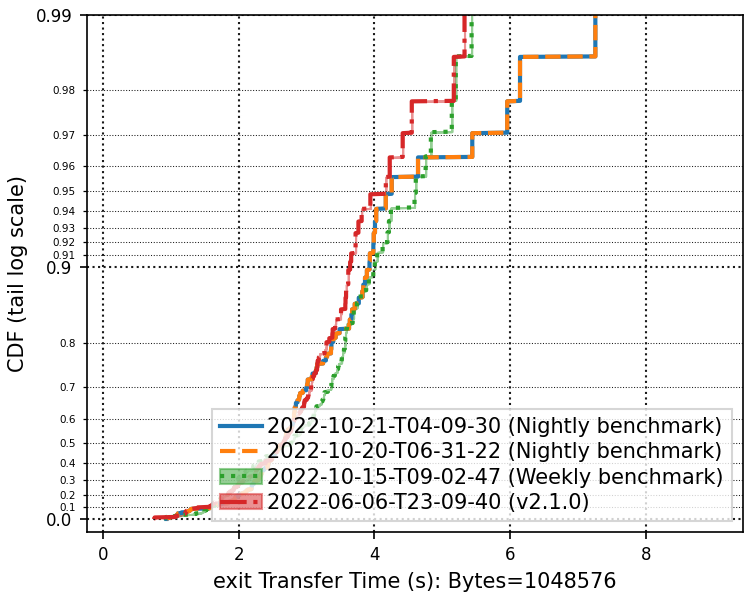 0.99
0.98
0.97
0.96
0.95
0.94
0.93
0.92
0.91
0.9
0.8
0.7
0.6
0.5
0.4
0.3
0.2
0.1
0.0
CDF (tail log scale)
2022-10-21-T04-09-30 (Nightly benchmark)
2022-10-20-T06-31-22 (Nightly benchmark)
2022-10-15-T09-02-47 (Weekly benchmark)
2022-06-06-T23-09-40 (v2.1.0)
0 2 4 6 8
exit Transfer Time (s): Bytes=1048576